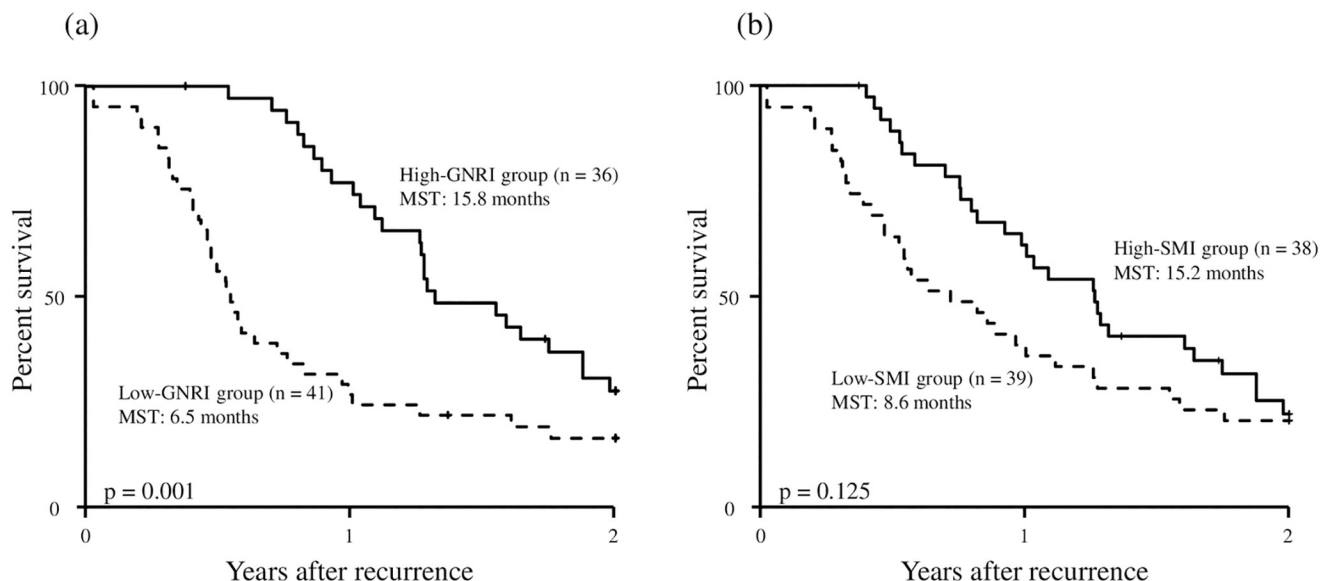 (a)
100
50
0
Percent survival
High-GNRI group (n = 36)
MST: 15.8 months
Low-GNRI group (n = 41)
MST: 6.5 months
p = 0.001
0
1
2
Years after recurrence
(b)
100
50
0
Percent survival
High-SMI group (n = 38)
MST: 15.2 months
Low-SMI group (n = 39)
MST: 8.6 months
p = 0.125
0
1
2
Years after recurrence